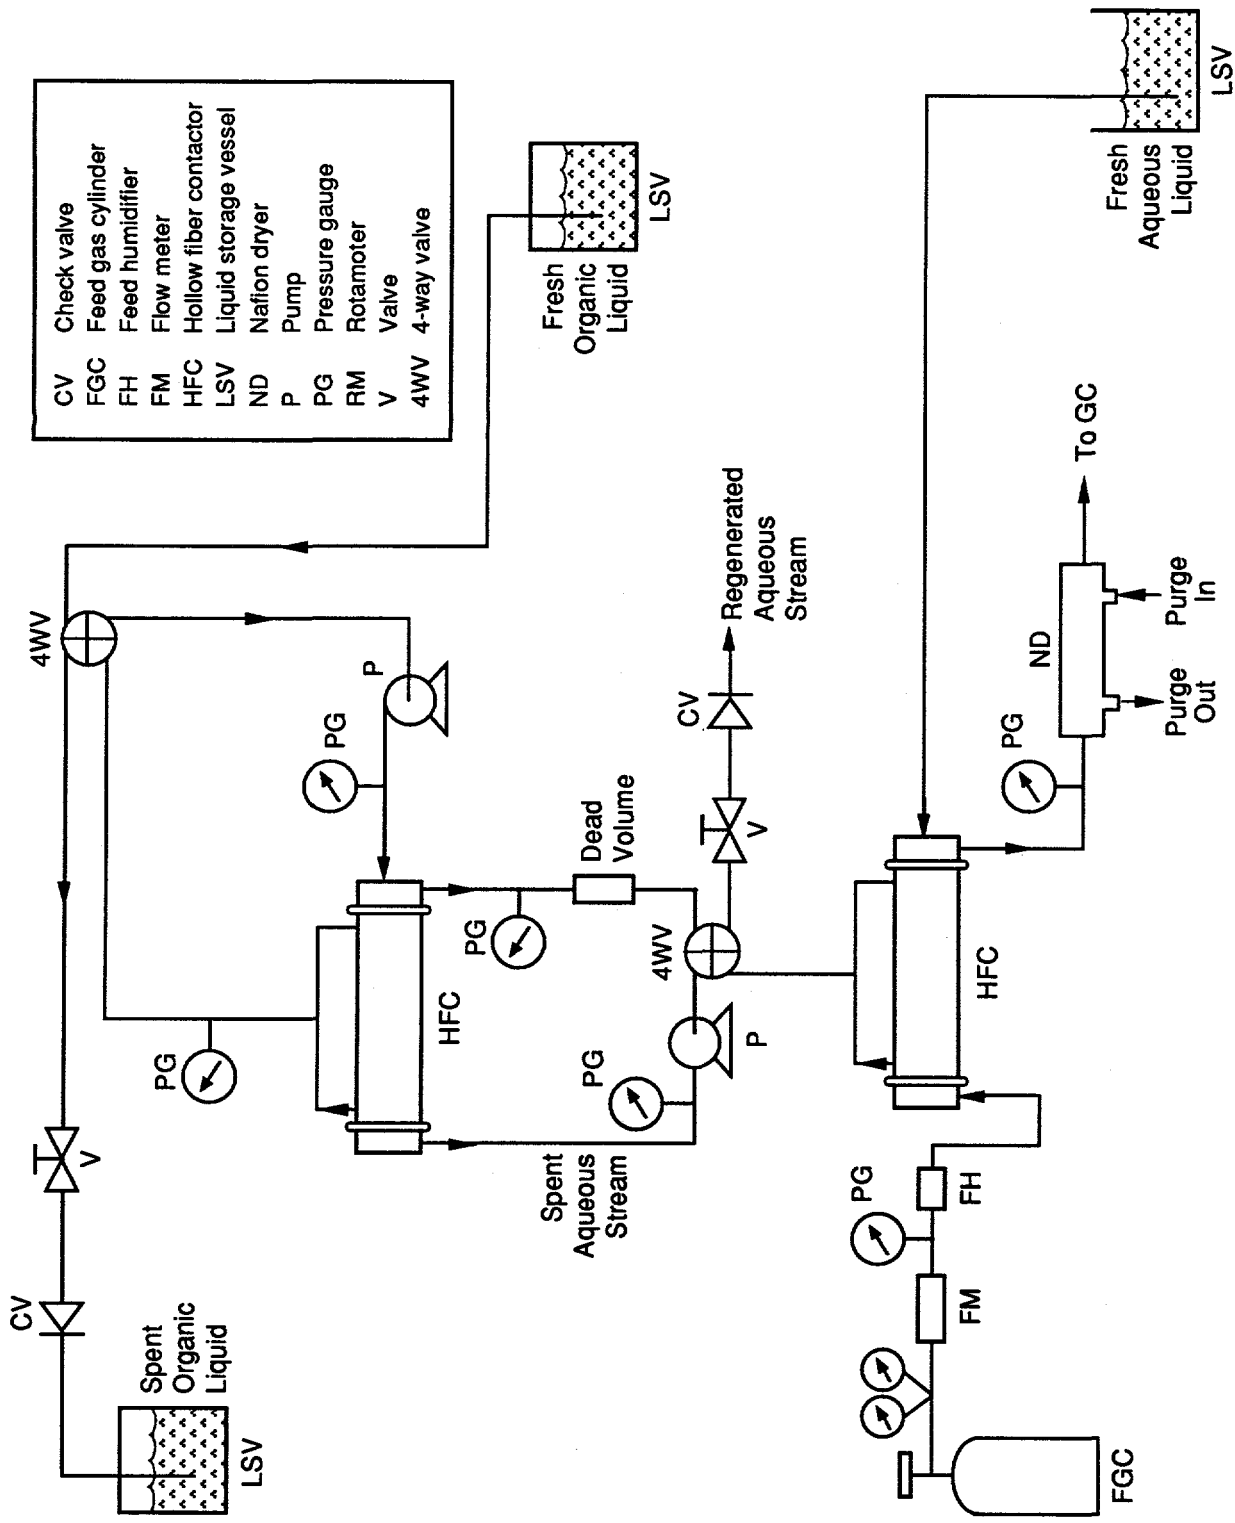 CV Check valve
FGC Feed gas cylinder
FH Feed humidifier
FM Flow meter
HFC Hollow fiber contactor
LSV Liquid storage vessel
ND Nafion dryer
P Pump
PG Pressure gauge
RM Rotamoter
V Valve
4WV 4-way valve
Spent
Organic
Liquid
LSV
CV
V
PG
4WV
P
PG
HFC
Fresh
Organic
Liquid
LSV
Spent
Aqueous
Stream
PG
P
PG
Dead
Volume
4WV
V
CV
Regenerated
Aqueous
Stream
FGC
FM
PG
FH
HFC
PG
ND
Purge
Out
Purge
In
To GC
Fresh
Aqueous
Liquid
LSV